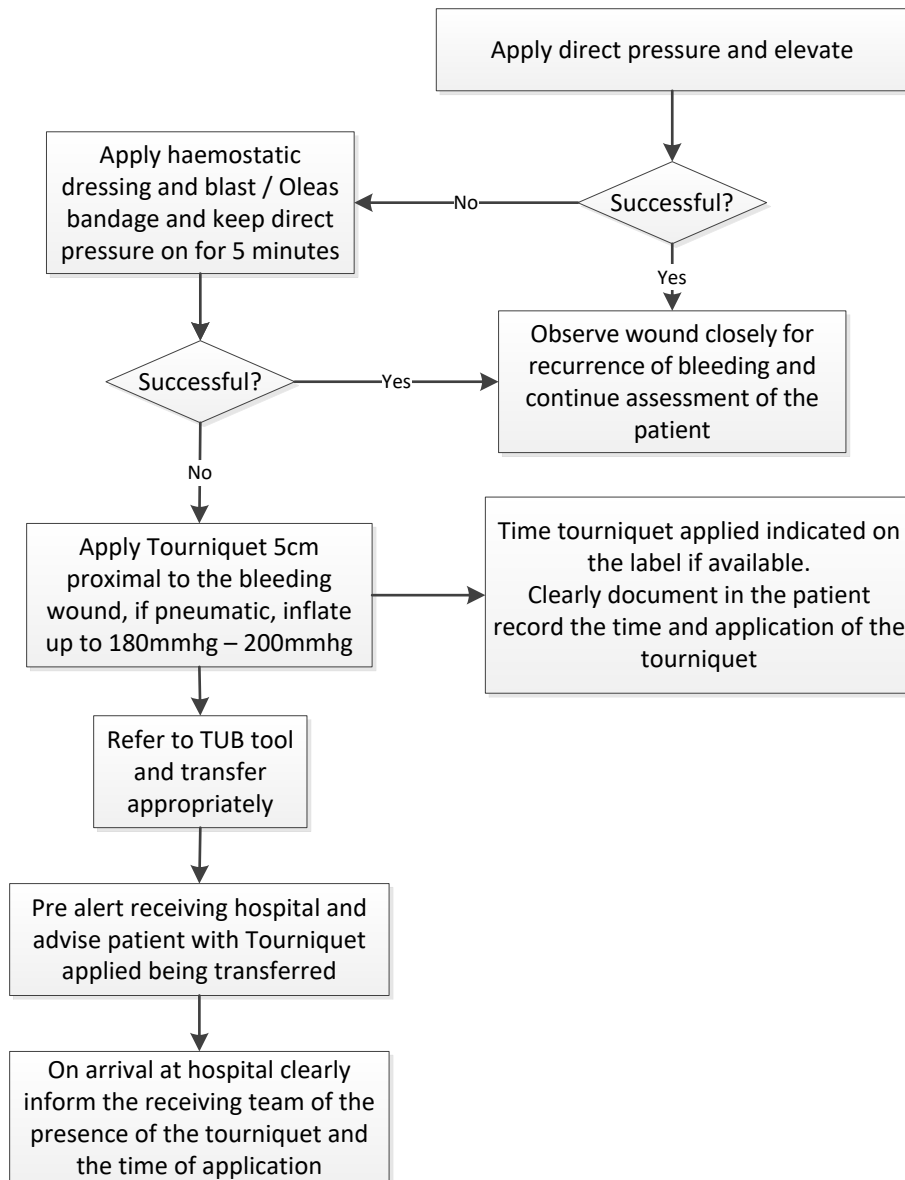 Apply direct pressure and elevate
Successful?
No
Yes
Apply haemostatic
dressing and blast / Oleas
bandage and keep direct
pressure on for 5 minutes
Observe wound closely for
recurrence of bleeding and
continue assessment of the
patient
Successful?
Yes
No
Apply Tourniquet 5cm
proximal to the bleeding
wound, if pneumatic, inflate
up to 180mmhg – 200mmhg
Time tourniquet applied indicated on
the label if available.
Clearly document in the patient
record the time and application of the
tourniquet
Refer to TUB tool
and transfer
appropriately
Pre alert receiving hospital and
advise patient with Tourniquet
applied being transferred
On arrival at hospital clearly
inform the receiving team of the
presence of the tourniquet and
the time of application